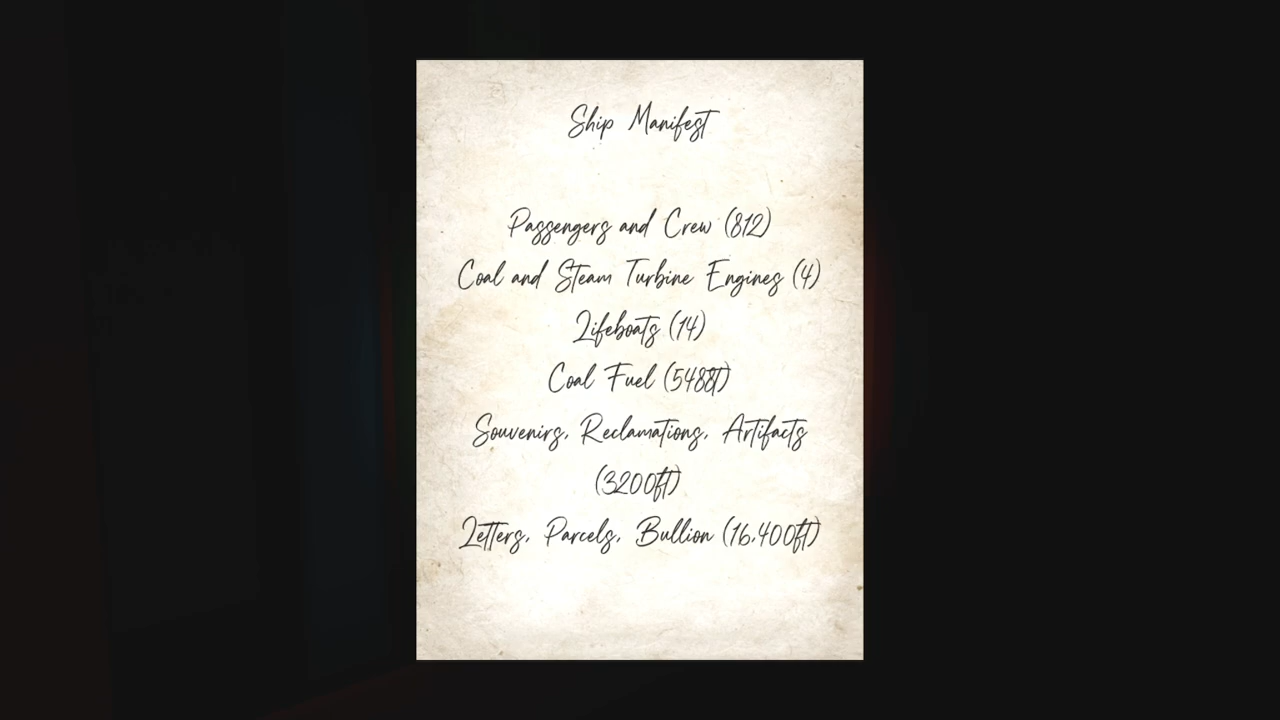 Ship Manifest
Passengers and Crew (812)
Coal and Steam Turbine Engines (4)
Lifeboats (14)
Coal Fuel (5488t)
Souvenirs, Reclamations, Artifacts
(3200ft)
Letters, Parcels, Bullion (16,400ft)